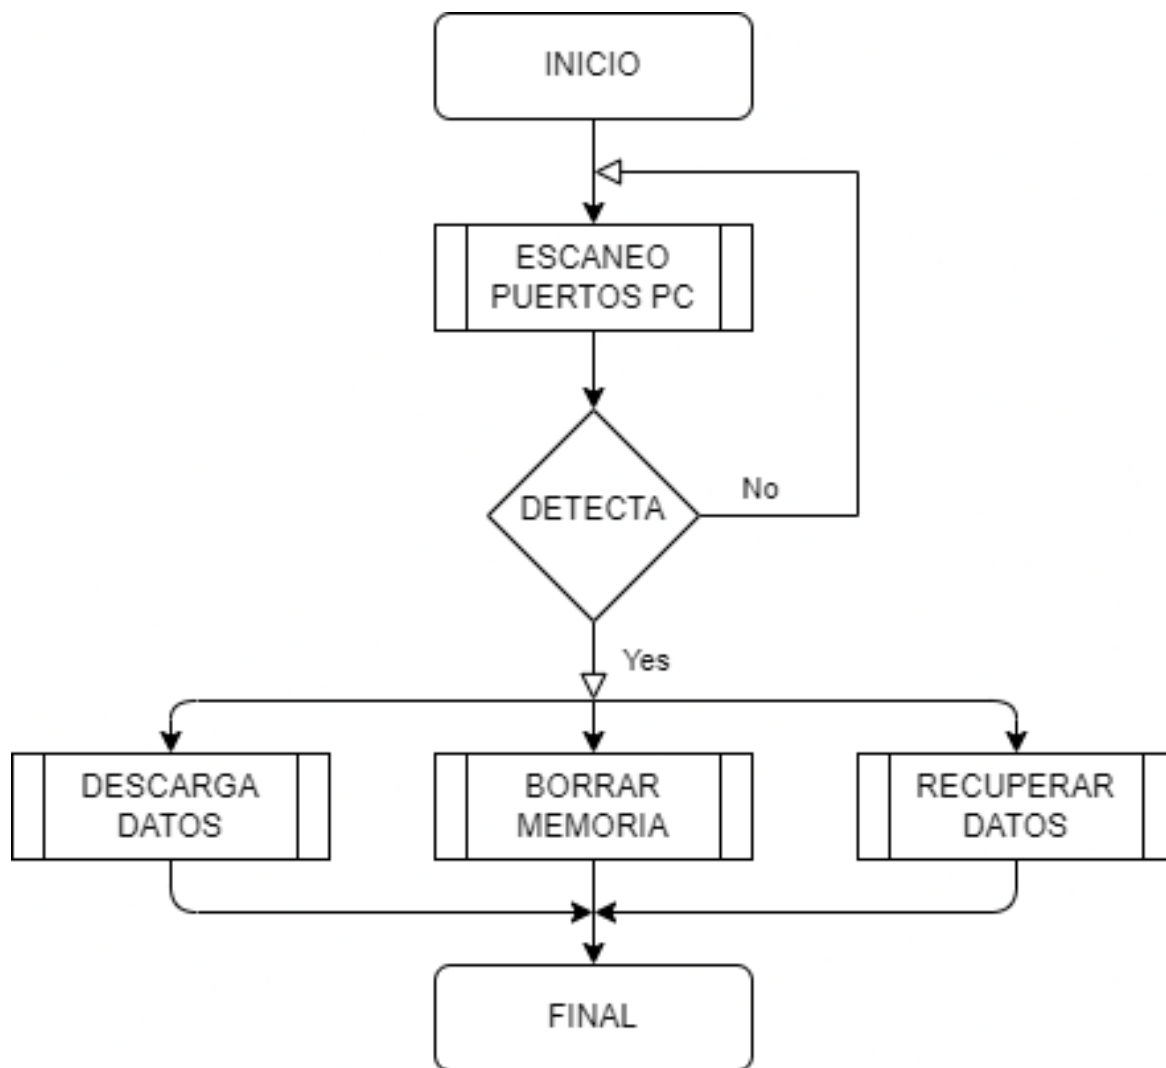 INICIO
ESCANEO
PUERTOS PC
DETECTA
No
Yes
DESCARGA
DATOS
BORRAR
MEMORIA
RECUPERAR
DATOS
FINAL